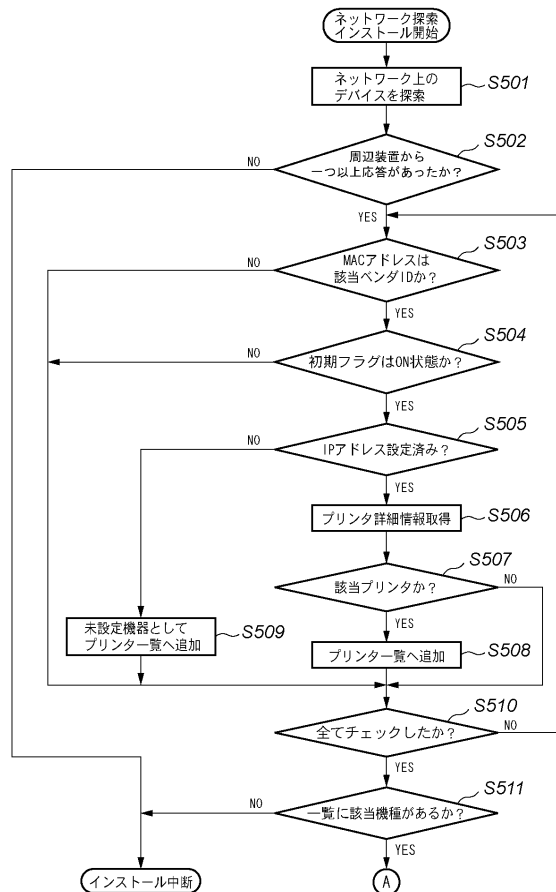 ネットワーク探索
インストール開始
ネットワーク上の
デバイスを探索
S501
周辺装置から
一つ以上応答があったか？
S502
NO
YES
MACアドレスは
該当ベンダIDか？
S503
NO
YES
初期フラグはON状態か？
S504
NO
YES
IPアドレス設定済み？
S505
NO
YES
プリンタ詳細情報取得
S506
該当プリンタか？
S507
NO
YES
未設定機器として
プリンタ一覧へ追加
S509
プリンタ一覧へ追加
S508
全てチェックしたか？
S510
NO
YES
一覧に該当機種があるか？
S511
NO
YES
インストール中断
A